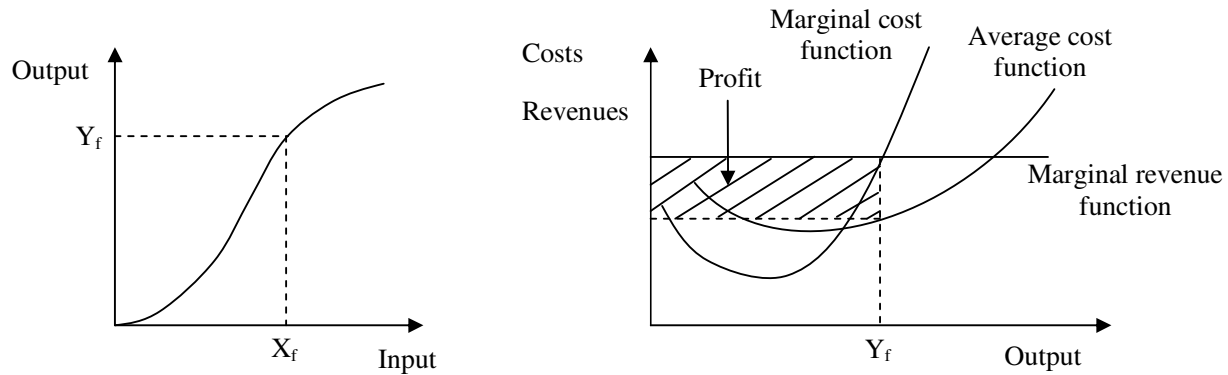 Output
Y_f
X_f
Input
Costs
Revenues
Profit
Marginal cost
function
Average cost
function
Marginal revenue
function
Y_f
Output